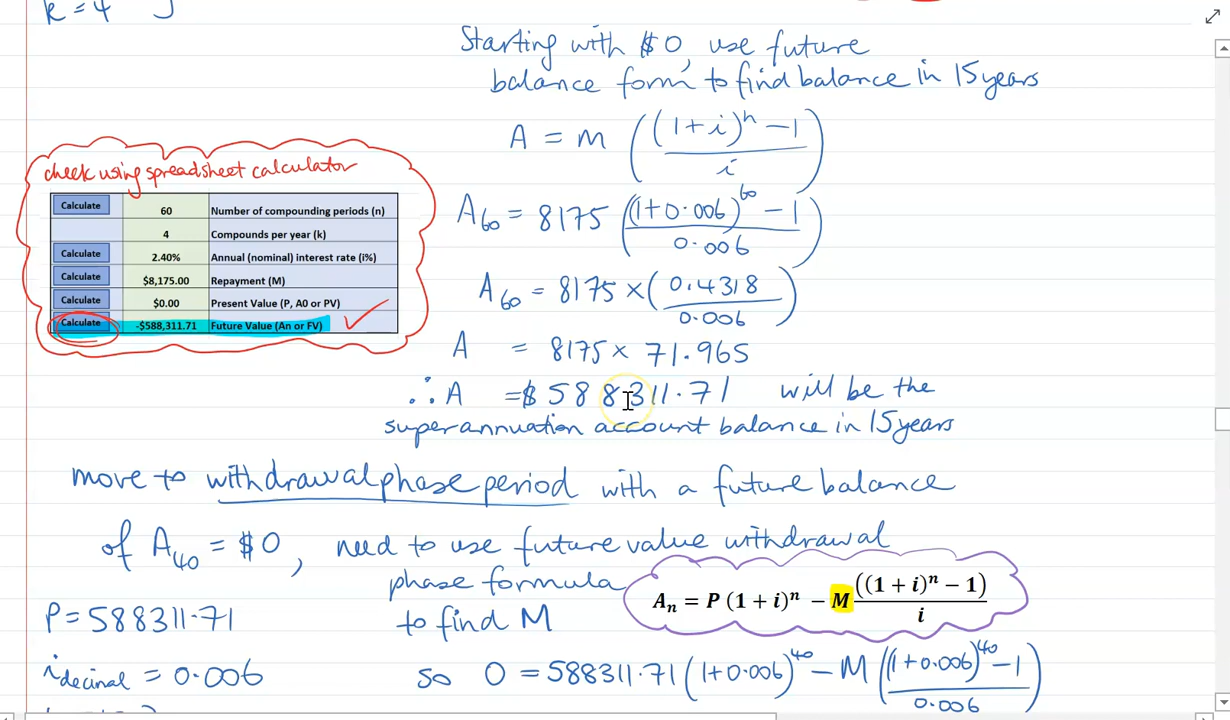 k = 4
Starting with $0, use future
balance form to find balance in 15 years
A = M ( ((1+i)^n − 1) / i )
check using spreadsheet calculator
Calculate 60 Number of compounding periods (n)
4 Compounds per year (k)
Calculate 2.40% Annual (nominal) interest rate (i%)
Calculate $8,175.00 Repayment (M)
Calculate $0.00 Present Value (P, A0 or PV)
Calculate -$588,311.71 Future Value (An or FV) ✓
A₆₀ = 8175 ( ((1+0.006)^60 − 1) / 0.006 )
A₆₀ = 8175 × ( 0.4318 / 0.006 )
A = 8175 × 71.965
∴ A = $588311.71 will be the
superannuation account balance in 15 years
move to withdrawal phase period with a future balance
of A₄₀ = $0, need to use future value withdrawal
phase formula
to find M
Aₙ = P (1 + i)^n − M ((1 + i)^n − 1) / i
P = 588311.71
i decimal = 0.006
so 0 = 588311.71 (1+0.006)^40 − M ( ((1+0.006)^40 − 1) / 0.006 )